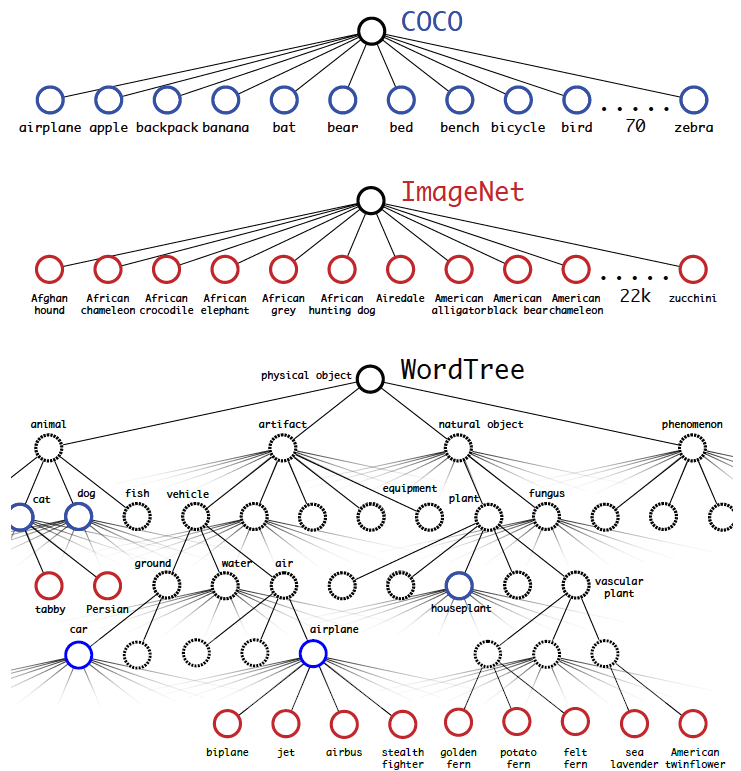 COCO
airplane apple backpack banana bat bear bed bench bicycle bird ..... 70 zebra
ImageNet
Afghan African African African African African Airedale American American American ..... 22k zucchini
hound chameleon crocodile elephant grey hunting dog alligator black bear chameleon
WordTree
physical object
animal artifact natural object phenomenon
cat dog fish vehicle equipment plant fungus
ground water air vascular
plant
tabby Persian houseplant
car airplane
biplane jet airbus stealth golden potato felt sea American
fighter fern fern fern lavender twinflower